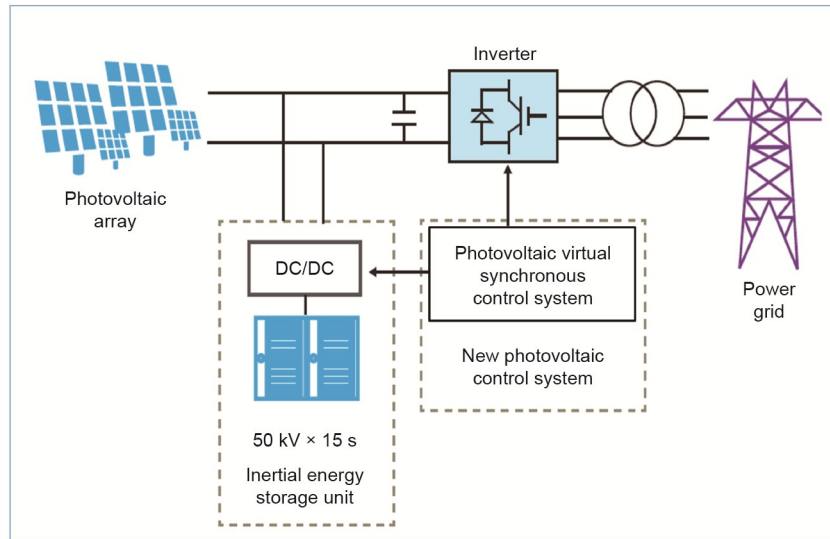 Inverter
Photovoltaic
array
DC/DC
Photovoltaic virtual
synchronous
control system
Power
grid
New photovoltaic
control system
50 kV × 15 s
Inertial energy
storage unit